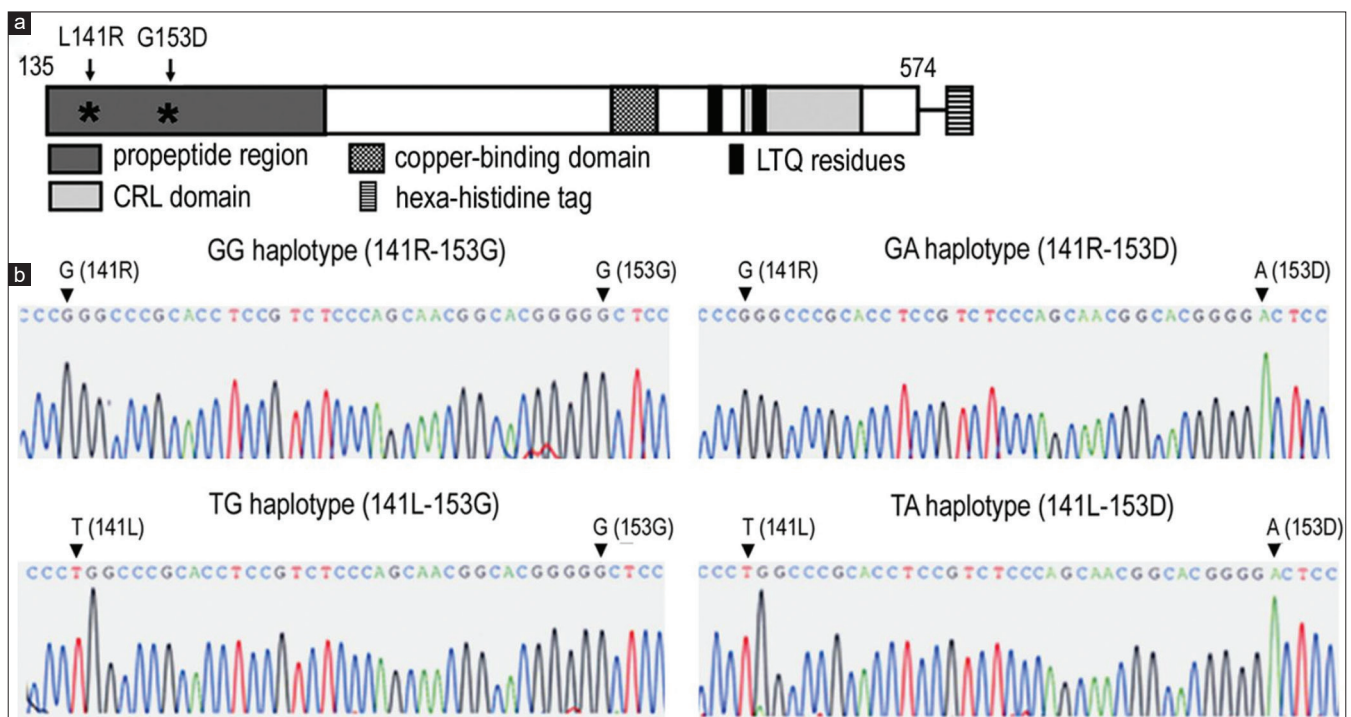 a
L141R G153D
135
574
* *
propeptide region
copper-binding domain
LTQ residues
CRL domain
hexa-histidine tag
b
GG haplotype (141R-153G)
GA haplotype (141R-153D)
G (141R)
G (153G)
G (141R)
A (153D)
CCCGGGCCCGCACCTCCGTCTCCCAGCAACGGCACGGGGGCTCC
CCCGGGCCCGCACCTCCGTCTCCCAGCAACGGCACGGGGACTCC
TG haplotype (141L-153G)
TA haplotype (141L-153D)
T (141L)
G (153G)
T (141L)
A (153D)
CCCTGGCCCGCACCTCCGTCTCCCAGCAACGGCACGGGGGCTCC
CCCTGGCCCGCACCTCCGTCTCCCAGCAACGGCACGGGGACTCC